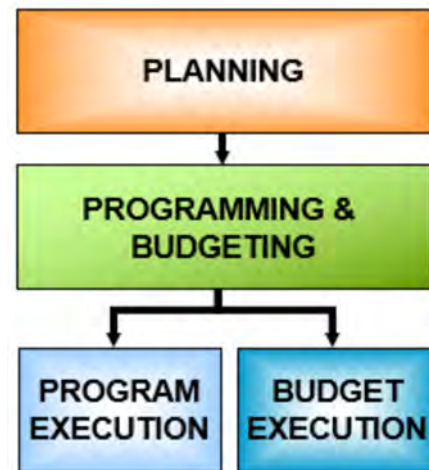 PLANNING
PROGRAMMING &
BUDGETING
PROGRAM
EXECUTION
BUDGET
EXECUTION